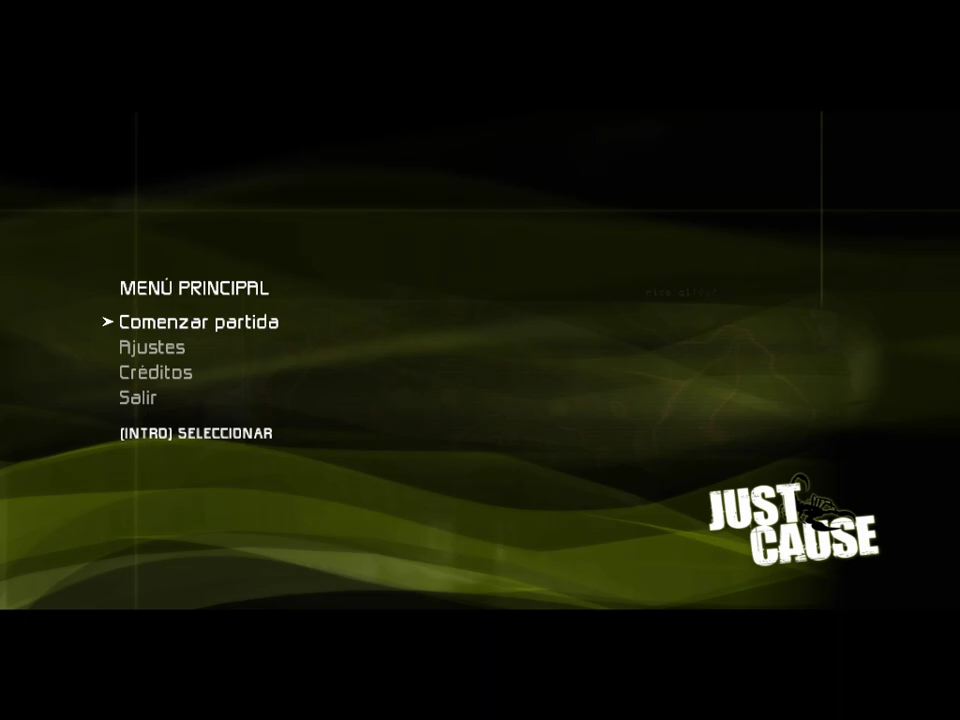 MENÚ PRINCIPAL
Comenzar partida
Ajustes
Créditos
Salir
[INTRO] SELECCIONAR
JUST
CAUSE